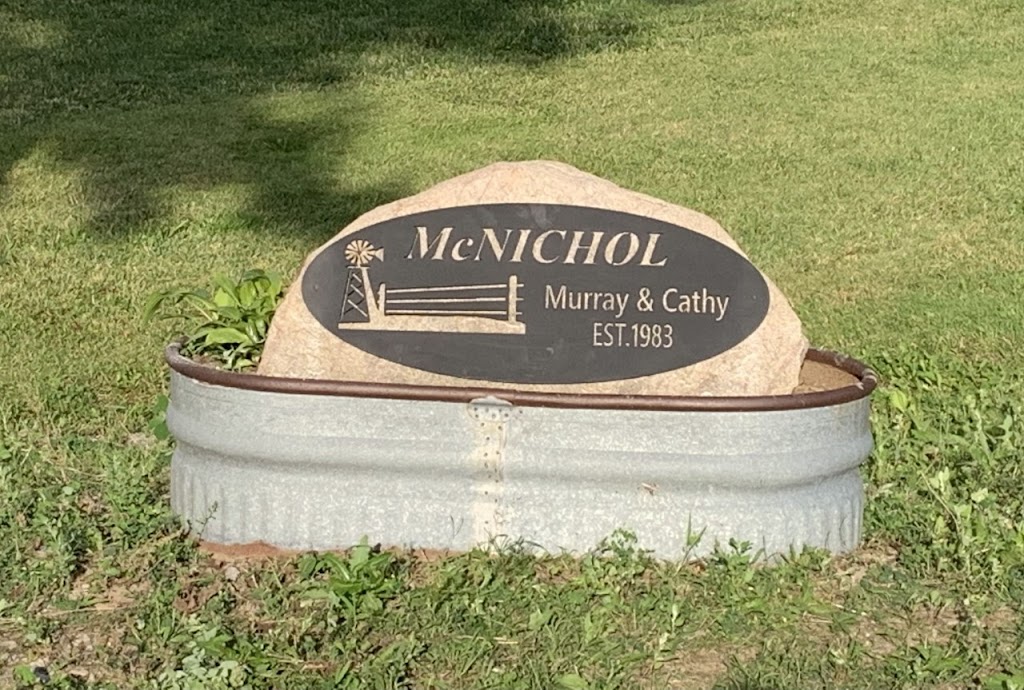 McNICHOL
Murray & Cathy
EST.1983